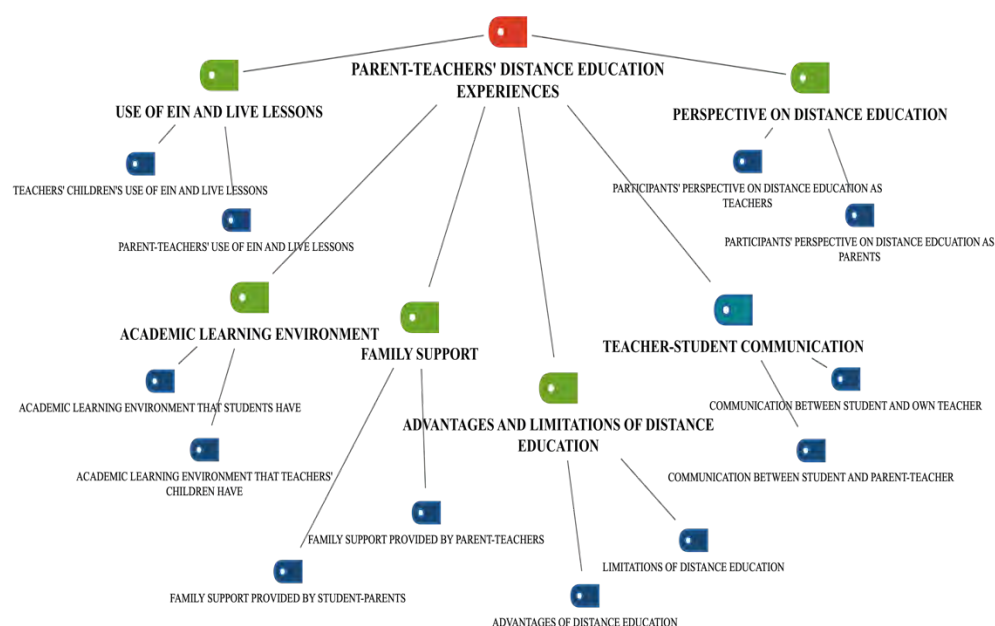 PARENT-TEACHERS' DISTANCE EDUCATION
EXPERIENCES
USE OF EIN AND LIVE LESSONS
PERSPECTIVE ON DISTANCE EDUCATION
TEACHERS' CHILDREN'S USE OF EIN AND LIVE LESSONS
PARTICIPANTS' PERSPECTIVE ON DISTANCE EDUCATION AS
TEACHERS
PARENT-TEACHERS' USE OF EIN AND LIVE LESSONS
PARTICIPANTS' PERSPECTIVE ON DISTANCE EDCUATION AS
PARENTS
ACADEMIC LEARNING ENVIRONMENT
FAMILY SUPPORT
TEACHER-STUDENT COMMUNICATION
ACADEMIC LEARNING ENVIRONMENT THAT STUDENTS HAVE
COMMUNICATION BETWEEN STUDENT AND OWN TEACHER
ADVANTAGES AND LIMITATIONS OF DISTANCE
EDUCATION
ACADEMIC LEARNING ENVIRONMENT THAT TEACHERS'
CHILDREN HAVE
COMMUNICATION BETWEEN STUDENT AND PARENT-TEACHER
FAMILY SUPPORT PROVIDED BY PARENT-TEACHERS
LIMITATIONS OF DISTANCE EDUCATION
FAMILY SUPPORT PROVIDED BY STUDENT-PARENTS
ADVANTAGES OF DISTANCE EDUCATION